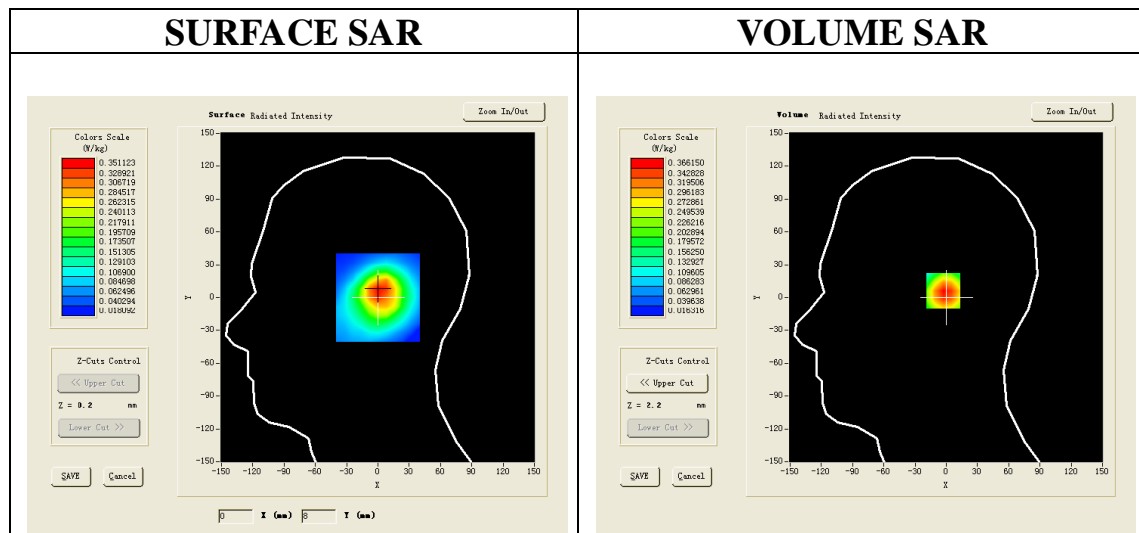 SURFACE SAR
VOLUME SAR
Surface Radiated Intensity
Zoom In/Out
Colors Scale
(W/kg)
0.351123
0.328921
0.306719
0.284517
0.262315
0.240113
0.217911
0.195709
0.173507
0.151305
0.129103
0.106900
0.084698
0.062496
0.040294
0.018092
150
120
90
60
30
0
-30
-60
-90
-120
-150
Y
-150 -120 -90 -60 -30 0 30 60 90 120 150
X
Z-Cuts Control
<< Upper Cut
Z = 0.2 mm
Lower Cut >>
SAVE Cancel
0 X (mm) 8 Y (mm)
Volume Radiated Intensity
Zoom In/Out
Colors Scale
(W/kg)
0.366150
0.342828
0.319506
0.296183
0.272861
0.249539
0.226216
0.202894
0.179572
0.156250
0.132927
0.109605
0.086283
0.062961
0.039638
0.016316
150
120
90
60
30
0
-30
-60
-90
-120
-150
Y
-150 -120 -90 -60 -30 0 30 60 90 120 150
X
Z-Cuts Control
<< Upper Cut
Z = 2.2 mm
Lower Cut >>
SAVE Cancel